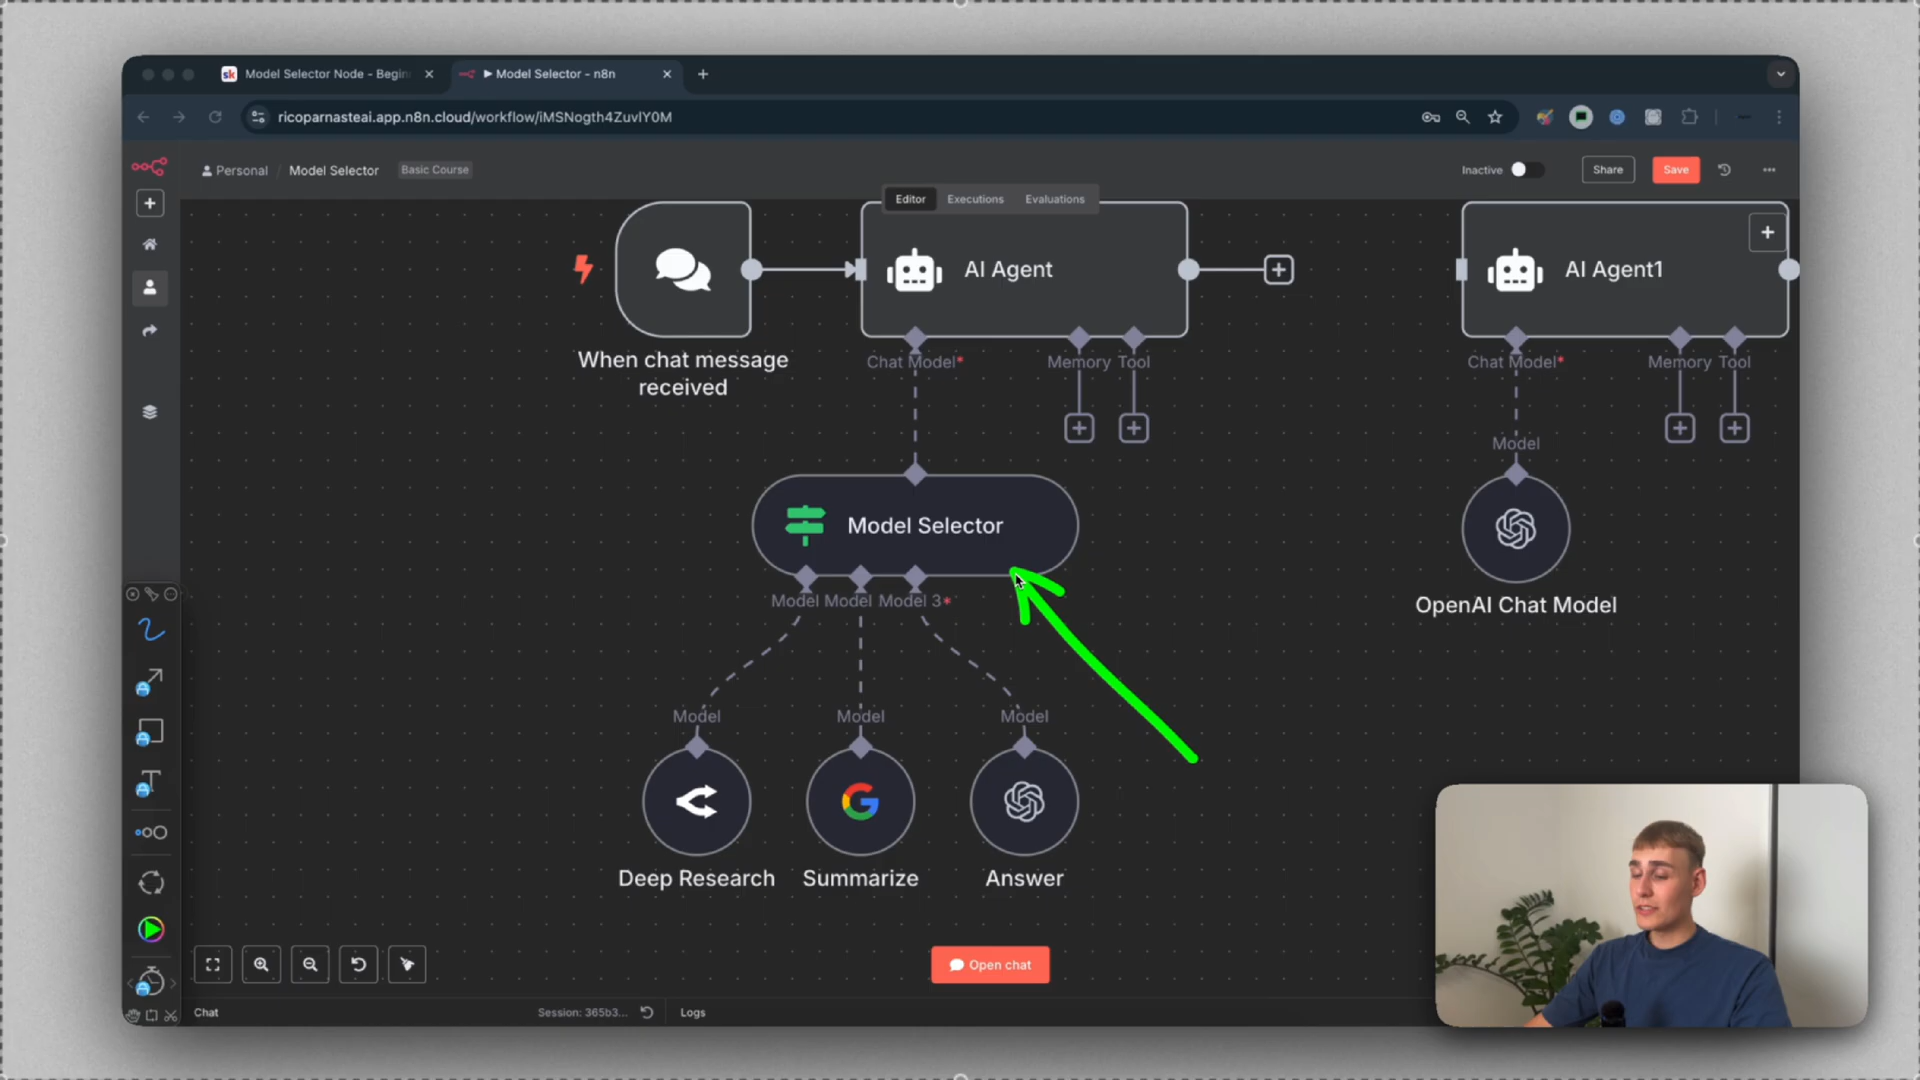 sk Model Selector Node - Begin
Model Selector - n8n
ricoparnasteai.app.n8n.cloud/workflow/iMSNogth4ZuvlY0M
Personal / Model Selector Basic Course
Inactive Share Save
Editor Executions Evaluations
AI Agent
AI Agent1
When chat message
received
Chat Model* Memory Tool
Chat Model* Memory Tool
Model
Model Selector
Model Model Model 3*
OpenAI Chat Model
Model Model Model
Deep Research Summarize Answer
Open chat
Chat Session: 365b3... Logs